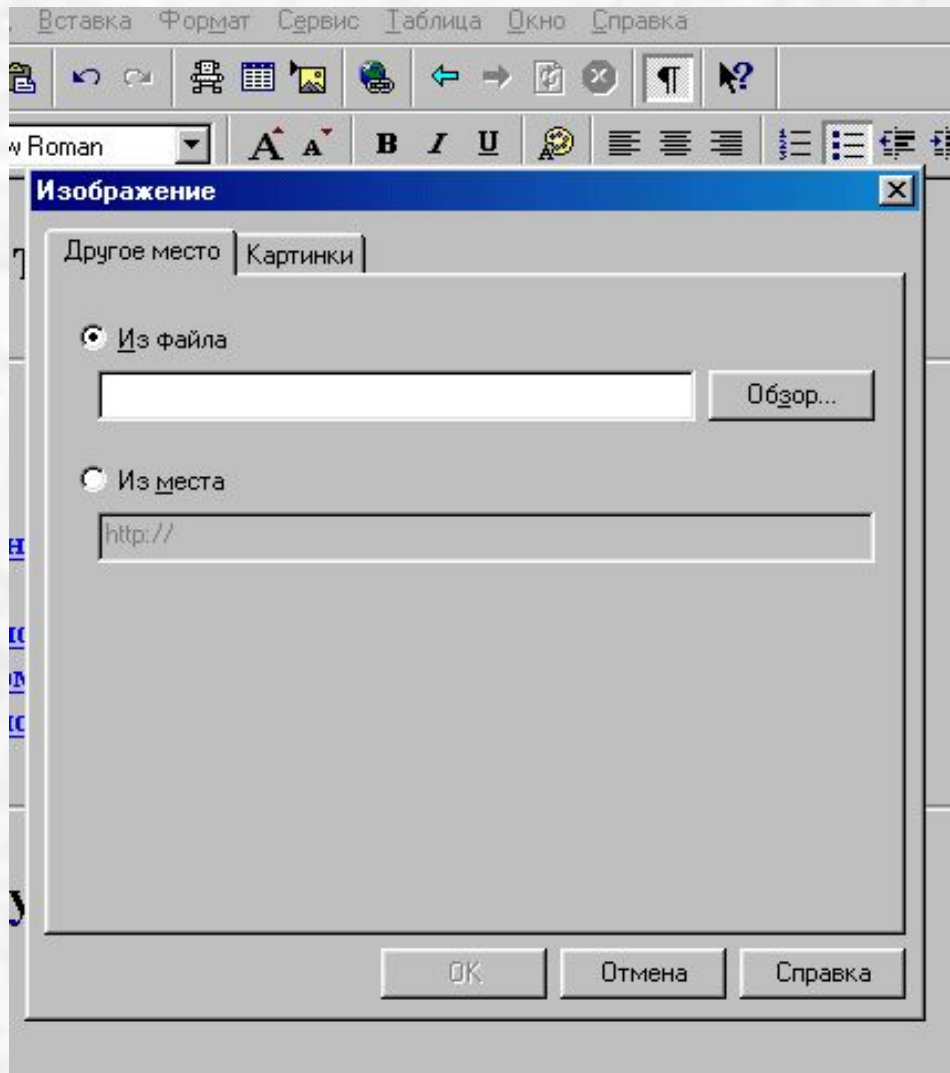 Вставка Формат Сервис Таблица Окно Справка
w Roman
Изображение
Другое место Картинки
Из файла
Обзор...
Из места
http://
OK Отмена Справка